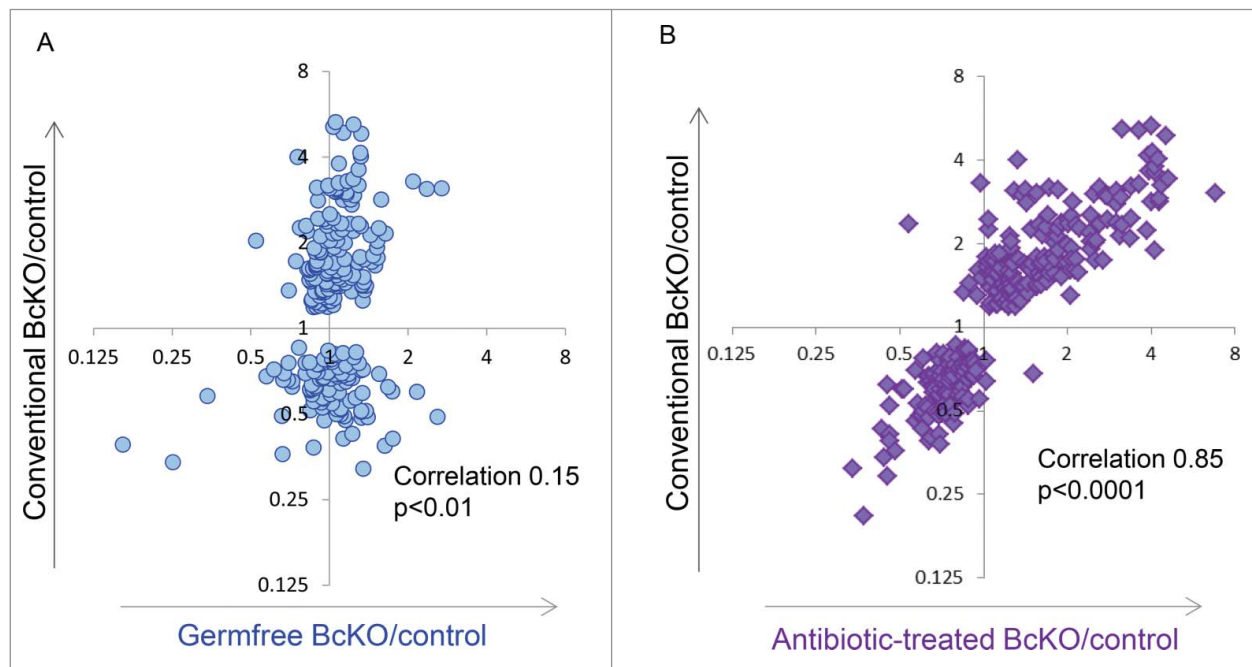 A
Conventional BcKO/control
8
4
2
1
0.125 0.25 0.5 1 2 4 8
0.5
0.25
0.125
Correlation 0.15
p<0.01
Germfree BcKO/control
B
Conventional BcKO/control
8
4
2
1
0.125 0.25 0.5 1 2 4 8
0.5
0.25
0.125
Correlation 0.85
p<0.0001
Antibiotic-treated BcKO/control